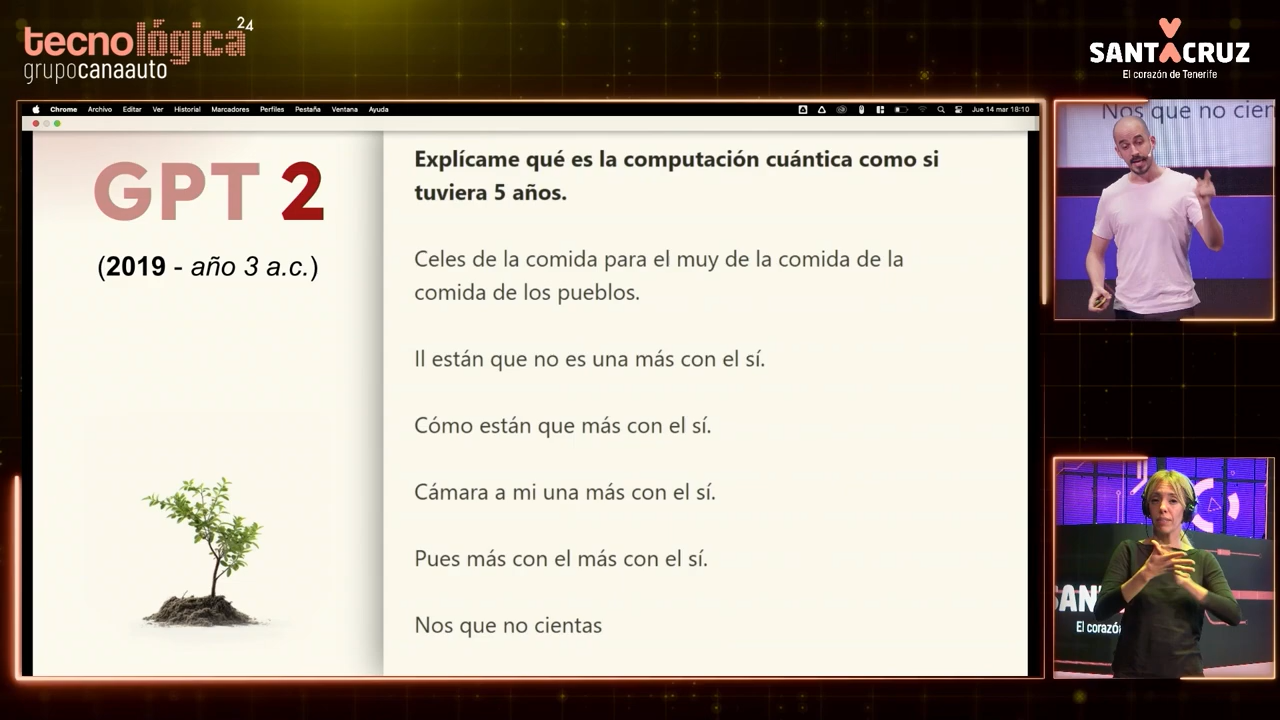 tecnológica24
grupocanaauto
SANTACRUZ
El corazón de Tenerife
Chrome Archivo Editar Ver Historial Marcadores Perfiles Pestaña Ventana Ayuda
Jue 14 mar 18:10
GPT 2
(2019 - año 3 a.c.)
Explícame qué es la computación cuántica como si
tuviera 5 años.
Celes de la comida para el muy de la comida de la
comida de los pueblos.
Il están que no es una más con el sí.
Cómo están que más con el sí.
Cámara a mi una más con el sí.
Pues más con el más con el sí.
Nos que no cientas
Nos que no cien
SAN
El corazó